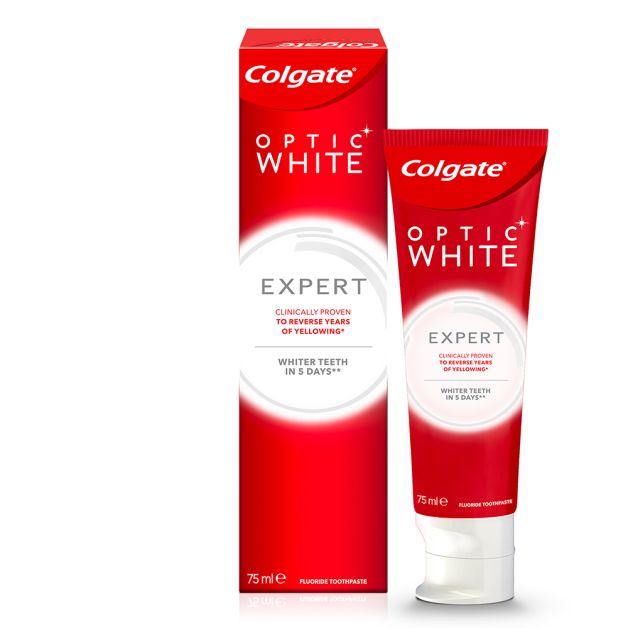 Colgate®
Colgate®
OPTIC
WHITE
EXPERT
CLINICALLY PROVEN
TO REVERSE YEARS
OF YELLOWING*
WHITER TEETH
IN 5 DAYS**
75 ml e
FLUORIDE TOOTHPASTE
Colgate®
OPTIC
WHITE
EXPERT
CLINICALLY PROVEN
TO REVERSE YEARS
OF YELLOWING*
WHITER TEETH
IN 5 DAYS**
75 ml e
FLUORIDE TOOTHPASTE